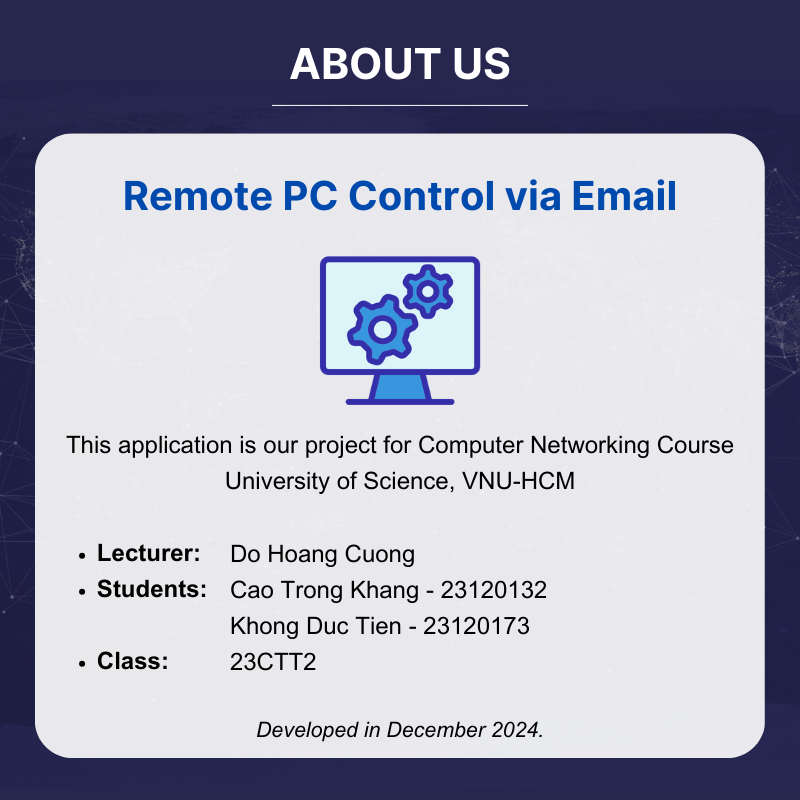 ABOUT US
Remote PC Control via Email
This application is our project for Computer Networking Course
University of Science, VNU-HCM
• Lecturer: Do Hoang Cuong
• Students: Cao Trong Khang - 23120132
Khong Duc Tien - 23120173
• Class: 23CTT2
Developed in December 2024.